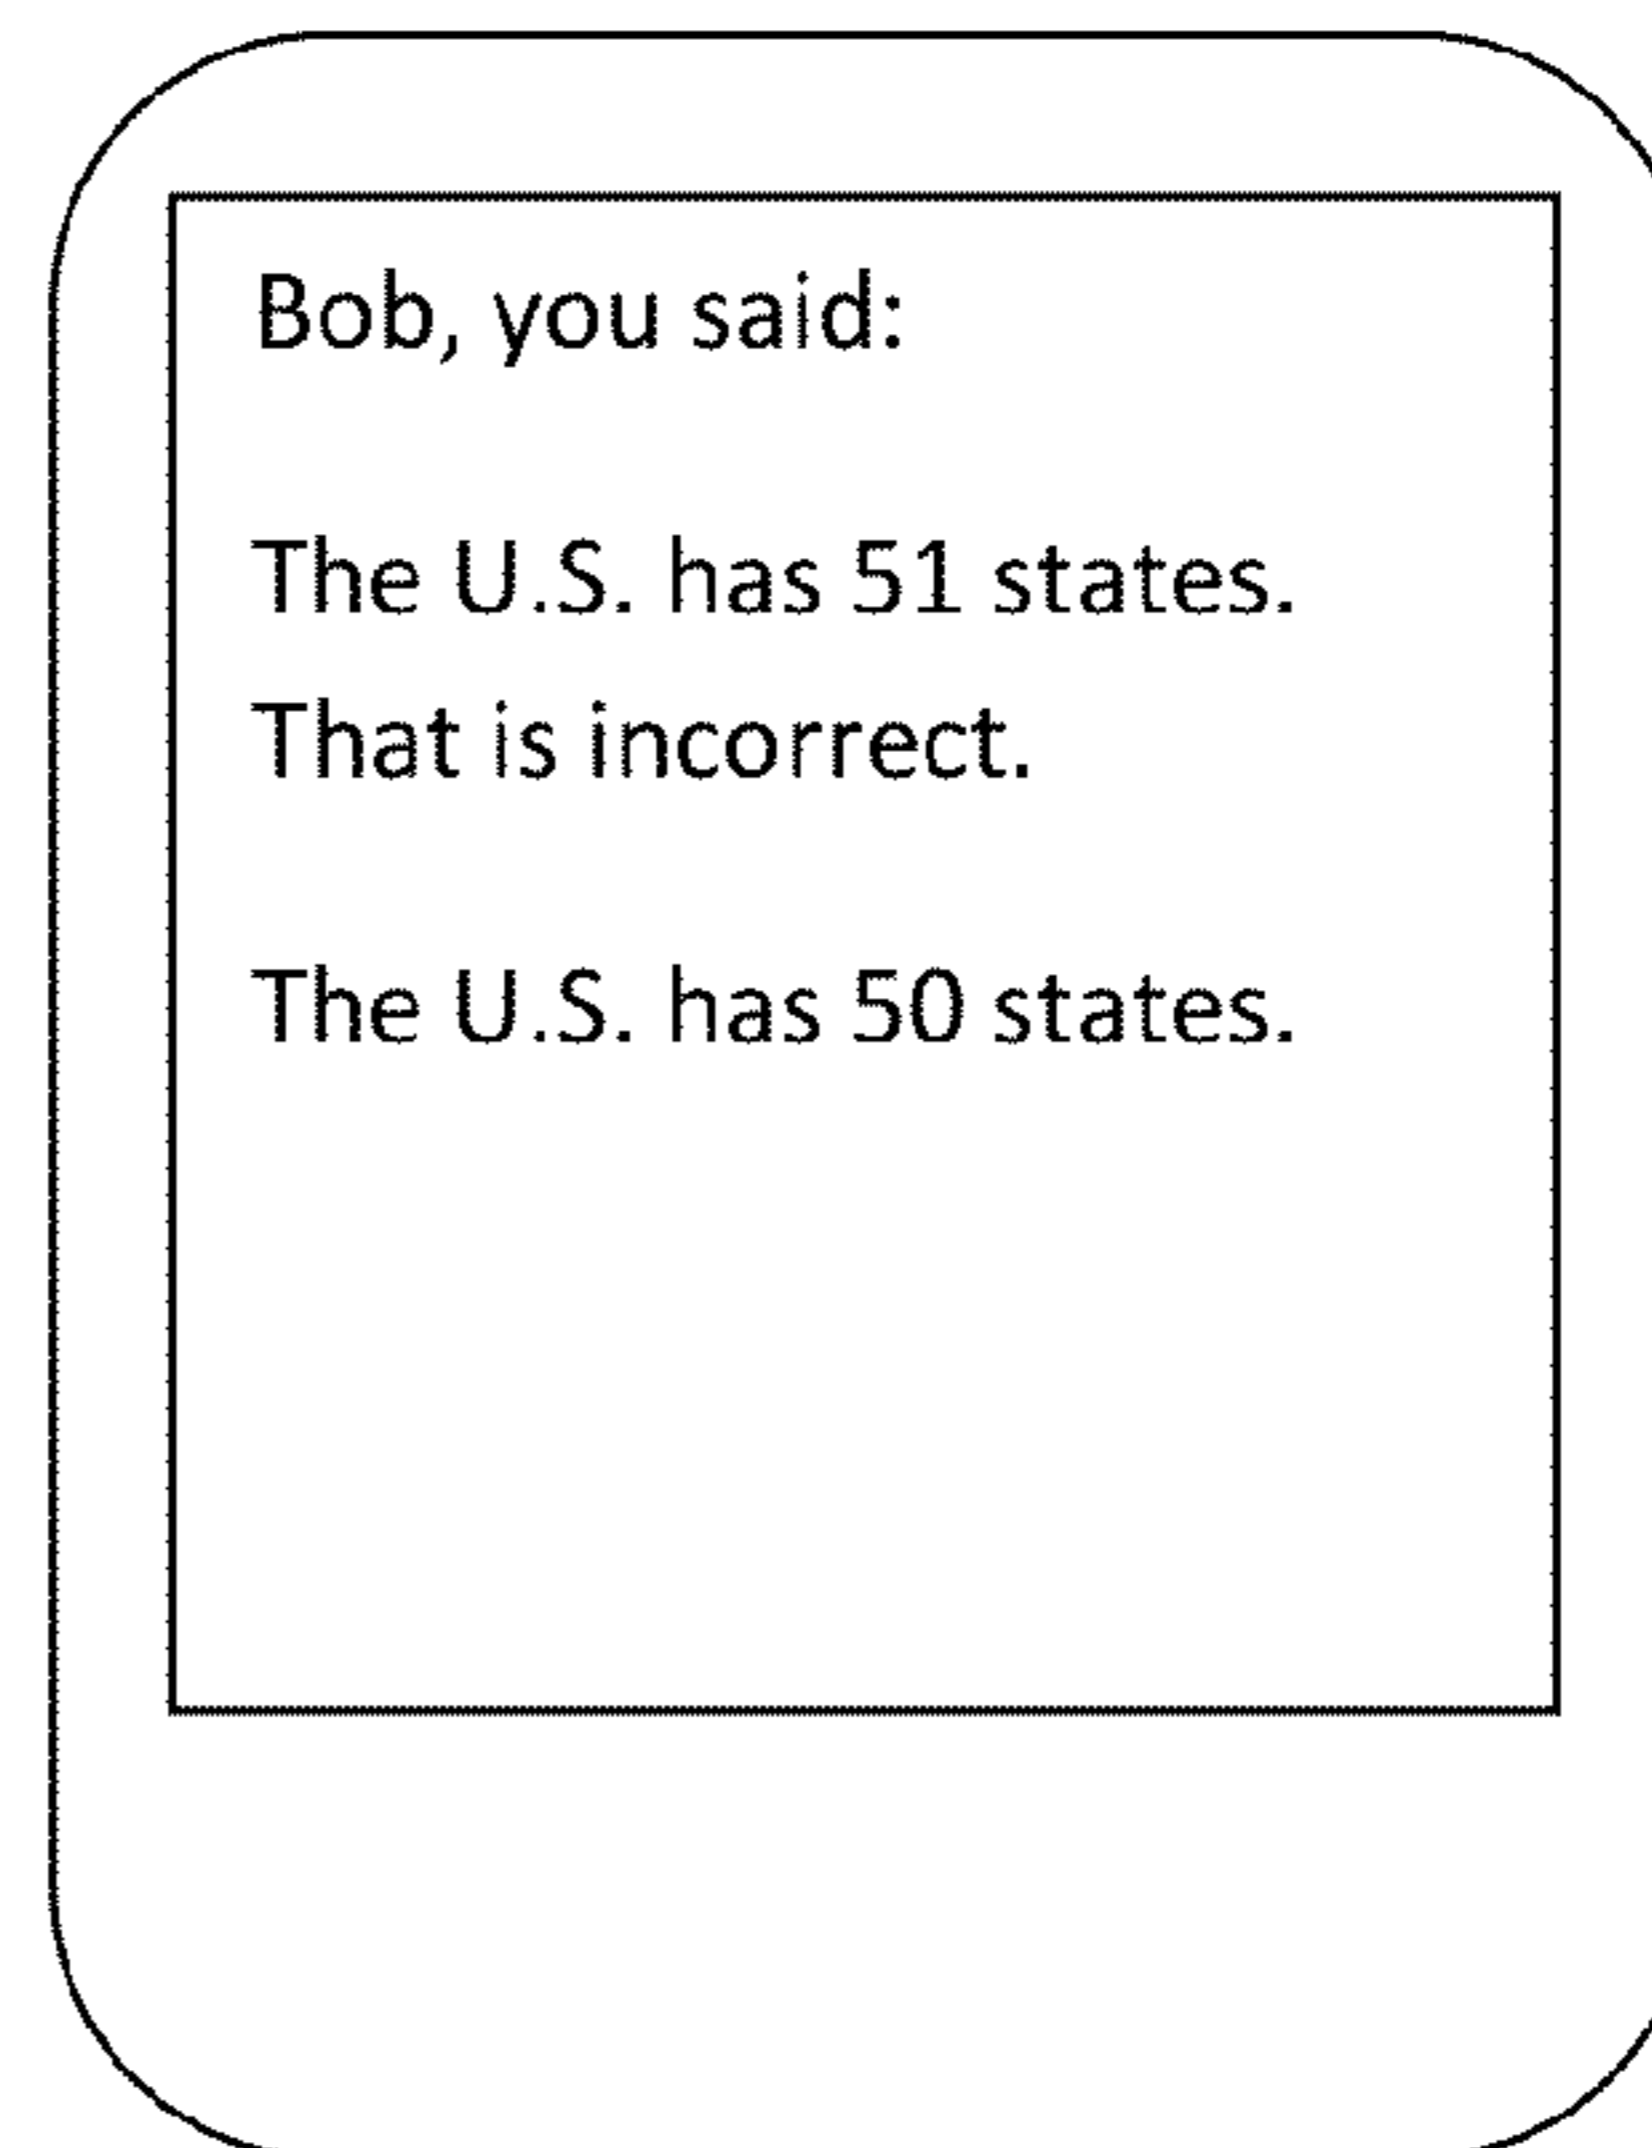 Bob, you said:
The U.S. has 51 states.
That is incorrect.
The U.S. has 50 states.